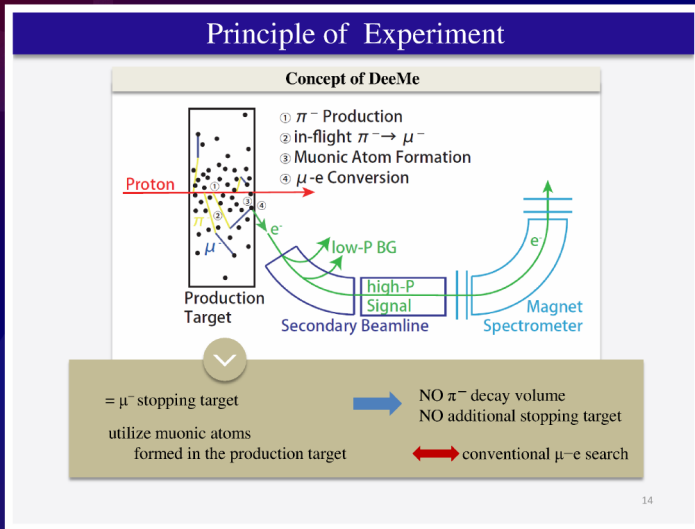 Principle of Experiment
Concept of DeeMe
① π⁻ Production
② in-flight π⁻→ μ⁻
③ Muonic Atom Formation
④ μ-e Conversion
Proton
①
②
③
④
π⁻
μ⁻
e⁻
low-P BG
high-P
Signal
e⁻
Production
Target
Secondary Beamline
Magnet
Spectrometer
= μ⁻ stopping target
utilize muonic atoms
formed in the production target
NO π⁻ decay volume
NO additional stopping target
conventional μ−e search
14